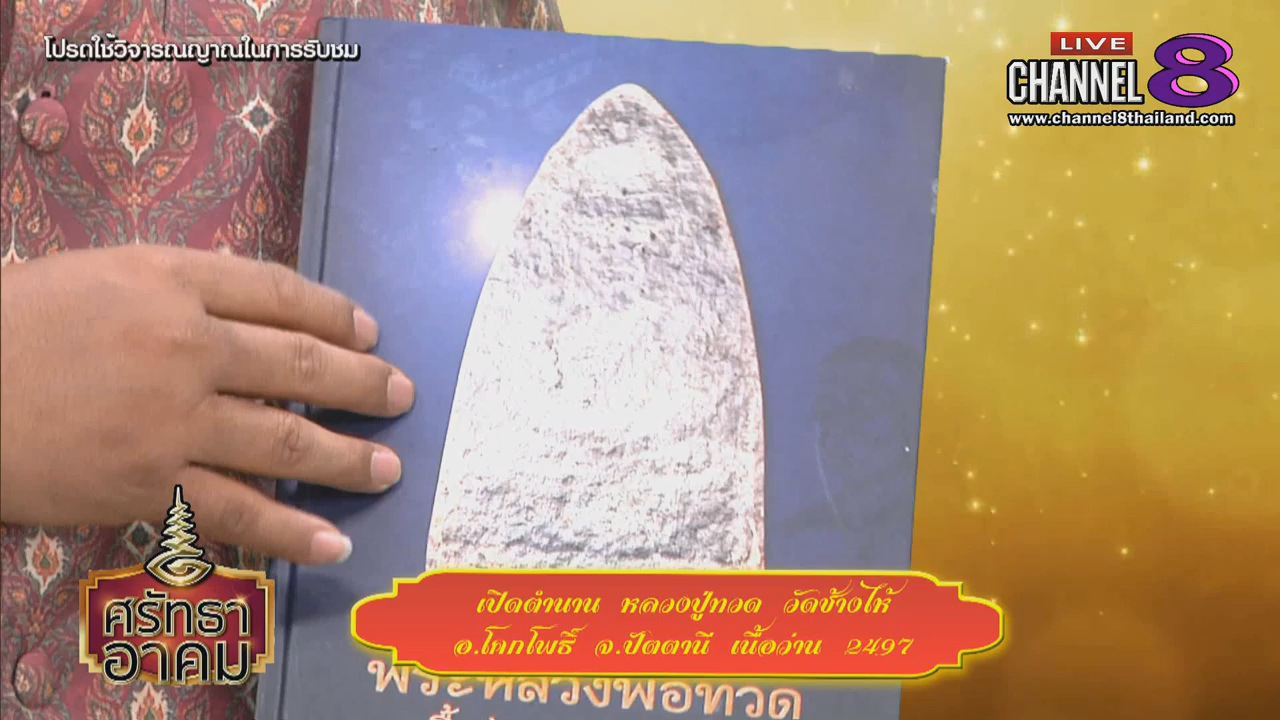 โปรดใช้วิจารณญาณในการรับชม
LIVE
CHANNEL 8
www.channel8thailand.com
ศรัทธา
อาคม
เปิดตำนาน หลวงปู่ทวด วัดช้างไห้
อ.โคกโพธิ์ จ.ปัตตานี เนื้อว่าน 2497
พระหลวงพ่อทวด